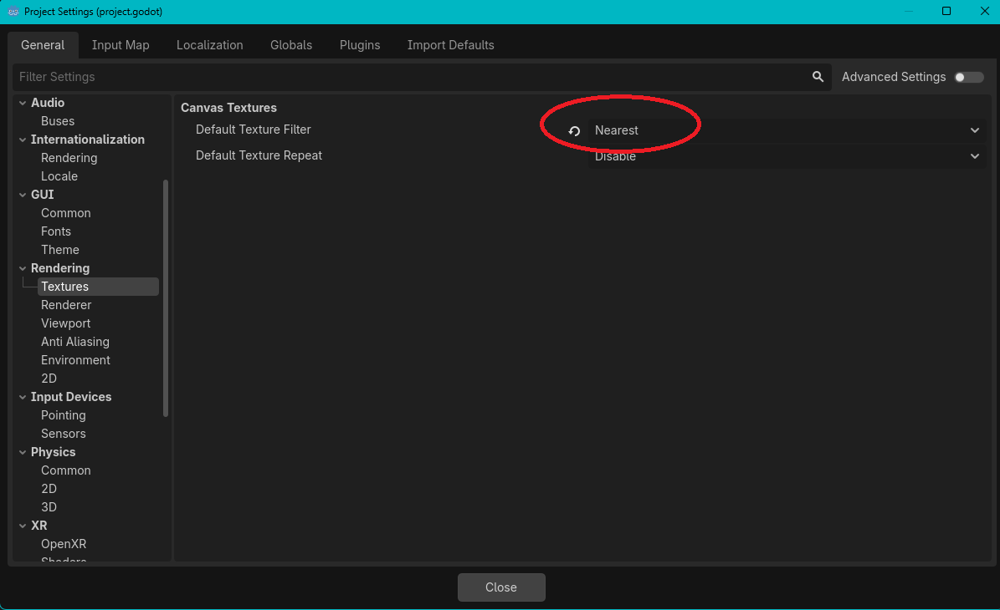 Project Settings (project.godot)
General Input Map Localization Globals Plugins Import Defaults
Filter Settings Advanced Settings
Audio
Buses
Internationalization
Rendering
Locale
GUI
Common
Fonts
Theme
Rendering
Textures
Renderer
Viewport
Anti Aliasing
Environment
2D
Input Devices
Pointing
Sensors
Physics
Common
2D
3D
XR
OpenXR
Shaders
Canvas Textures
Default Texture Filter Nearest
Default Texture Repeat Disable
Close